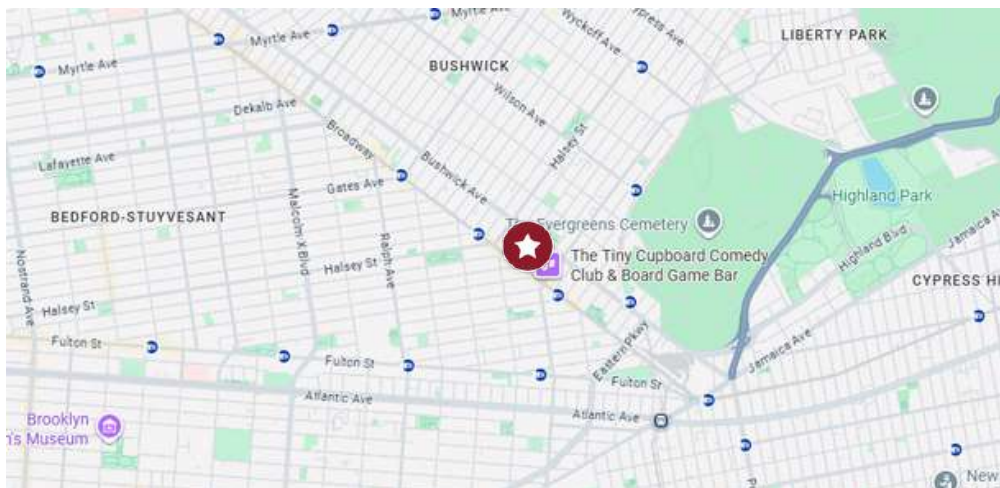 Myrtle Ave
Wyckoff Ave
Cypress Ave
LIBERTY PARK
Myrtle Ave
BUSHWICK
Myrtle Ave
Wilson Ave
Dekalb Ave
Broadway
Halsey St
Lafayette Ave
Bushwick Ave
Gates Ave
Highland Park
BEDFORD-STUYVESANT
Malcolm X Blvd
Ralph Ave
The Evergreens Cemetery
Highland Blvd
Jamaica A
The Tiny Cupboard Comedy
Club & Board Game Bar
Nostrand Ave
Halsey St
CYPRESS HI
Halsey St
Fulton St
Fulton St
Eastern Pkwy
Jamaica Ave
Fulton St
Atlantic Ave
Atlantic Ave
Brooklyn
n's Museum
New